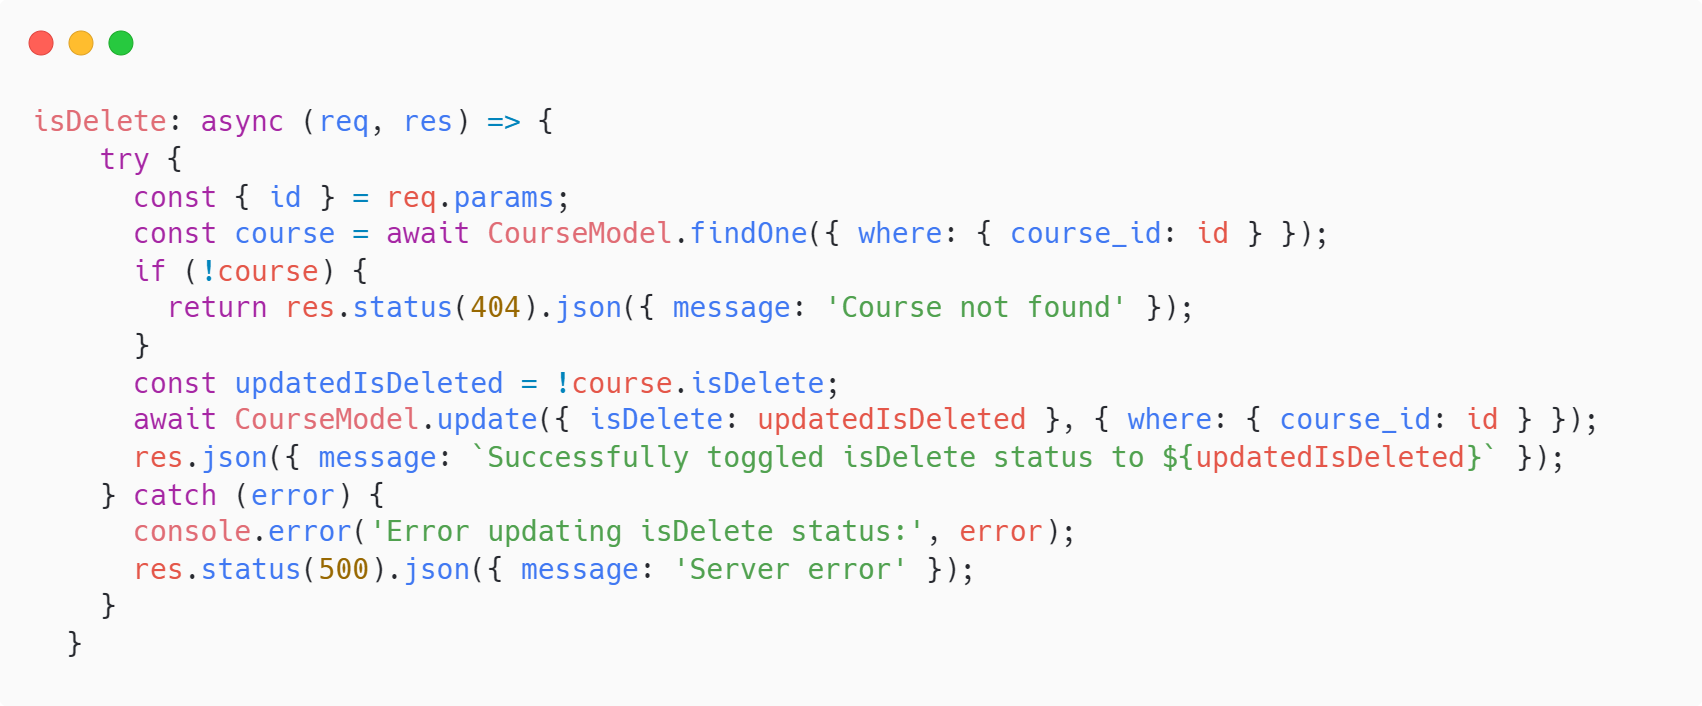 isDelete: async (req, res) => {
    try {
      const { id } = req.params;
      const course = await CourseModel.findOne({ where: { course_id: id } });
      if (!course) {
        return res.status(404).json({ message: 'Course not found' });
      }
      const updatedIsDeleted = !course.isDelete;
      await CourseModel.update({ isDelete: updatedIsDeleted }, { where: { course_id: id } });
      res.json({ message: `Successfully toggled isDelete status to ${updatedIsDeleted}` });
    } catch (error) {
      console.error('Error updating isDelete status:', error);
      res.status(500).json({ message: 'Server error' });
    }
  }